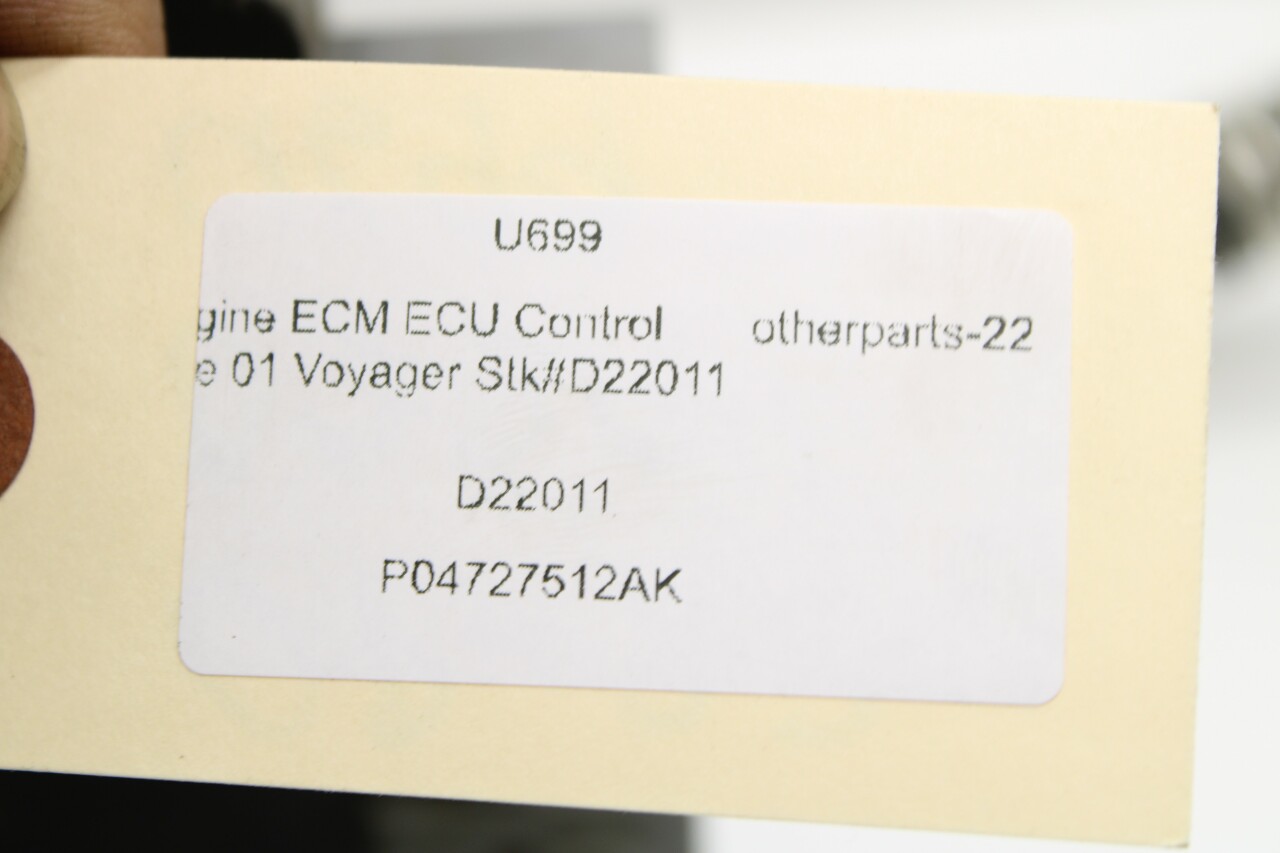 U699
gine ECM ECU Control otherparts-22
e 01 Voyager Stk#D22011
D22011
P04727512AK